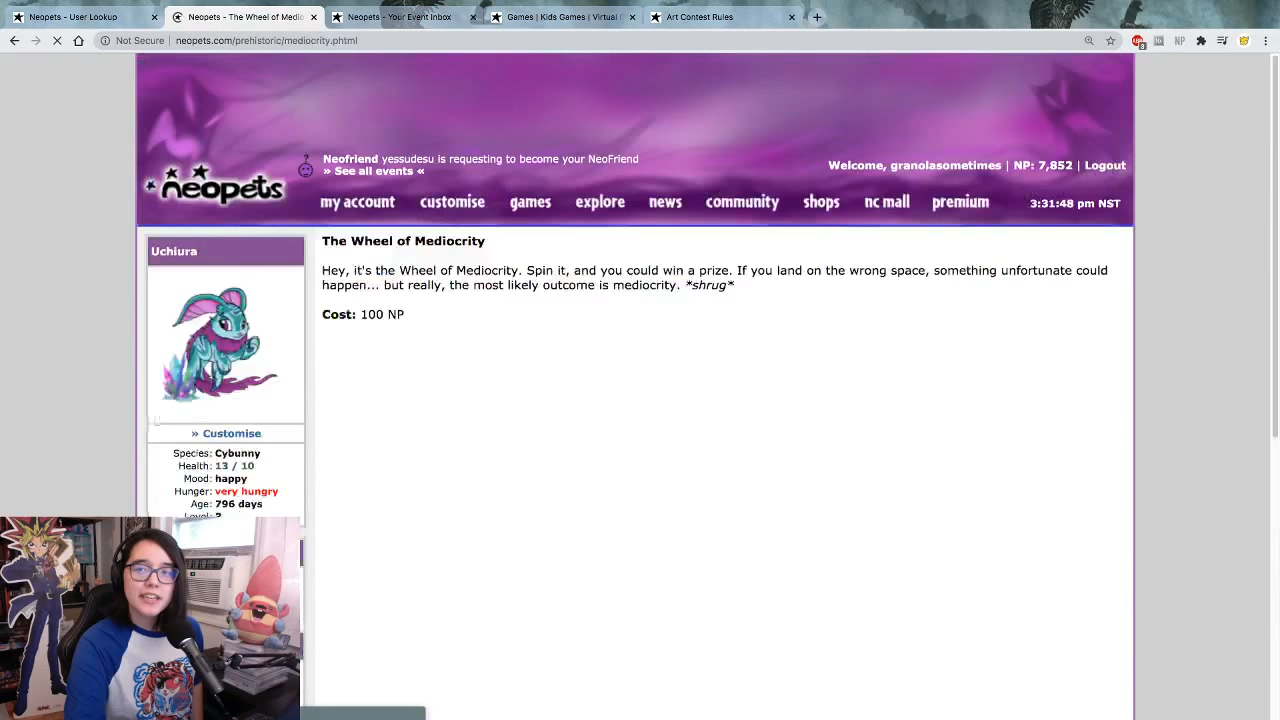 Neopets - User Lookup
Neopets - The Wheel of Medio
Neopets - Your Event Inbox
Games | Kids Games | Virtual D
Art Contest Rules
Not Secure | neopets.com/prehistoric/mediocrity.phtml
NP
3
Neofriend yessudesu is requesting to become your NeoFriend
» See all events «
Welcome, granolasometimes | NP: 7,852 | Logout
neopets
my account customise games explore news community shops nc mall premium
3:31:48 pm NST
Uchiura
The Wheel of Mediocrity
Hey, it's the Wheel of Mediocrity. Spin it, and you could win a prize. If you land on the wrong space, something unfortunate could
happen... but really, the most likely outcome is mediocrity. *shrug*
Cost: 100 NP
» Customise
Species: Cybunny
Health: 13 / 10
Mood: happy
Hunger: very hungry
Age: 796 days